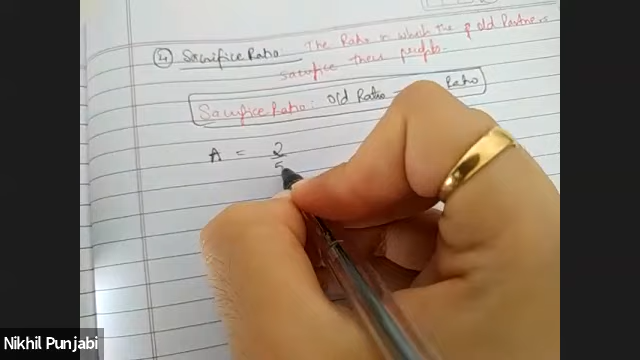 ④ Sacrifice Ratio: The Ratio in which the old Partners
sacrifice their profits.
Sacrifice Ratio: Old Ratio - Ratio
A = 2/5
Nikhil Punjabi